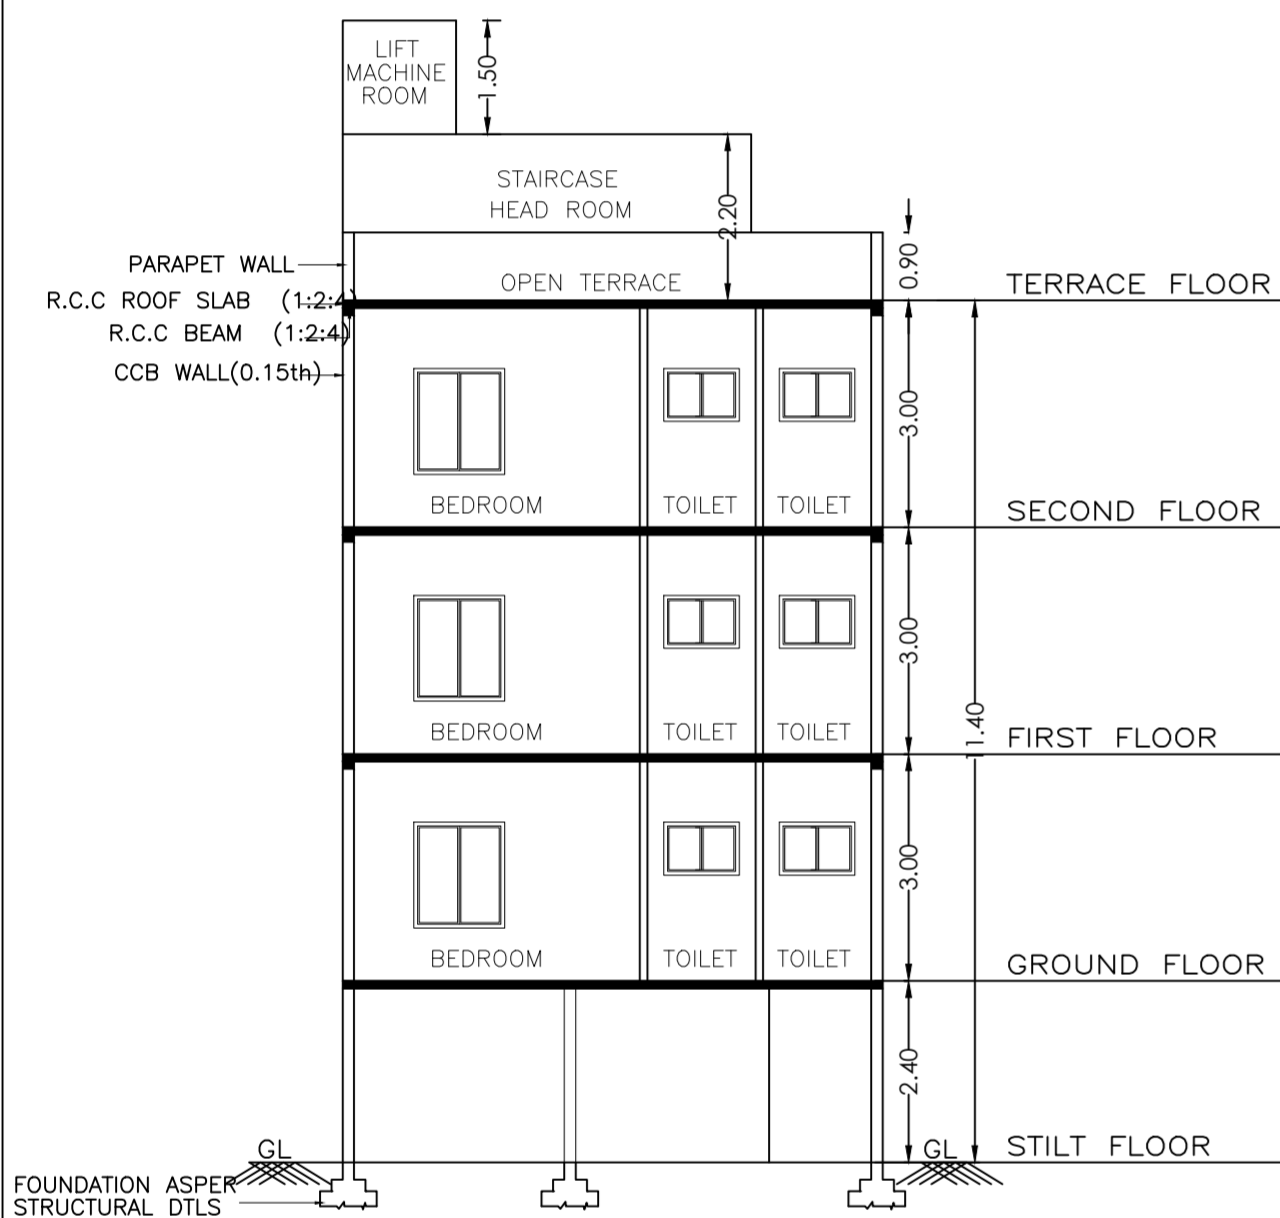 LIFT
MACHINE
ROOM
1.50
STAIRCASE
HEAD ROOM
2.20
PARAPET WALL
0.90
OPEN TERRACE
TERRACE FLOOR
R.C.C ROOF SLAB (1:2:4)
R.C.C BEAM (1:2:4)
CCB WALL(0.15th)
3.00
BEDROOM TOILET TOILET
SECOND FLOOR
3.00
BEDROOM TOILET TOILET
11.40
FIRST FLOOR
3.00
BEDROOM TOILET TOILET
GROUND FLOOR
2.40
GL
GL
STILT FLOOR
FOUNDATION ASPER
STRUCTURAL DTLS